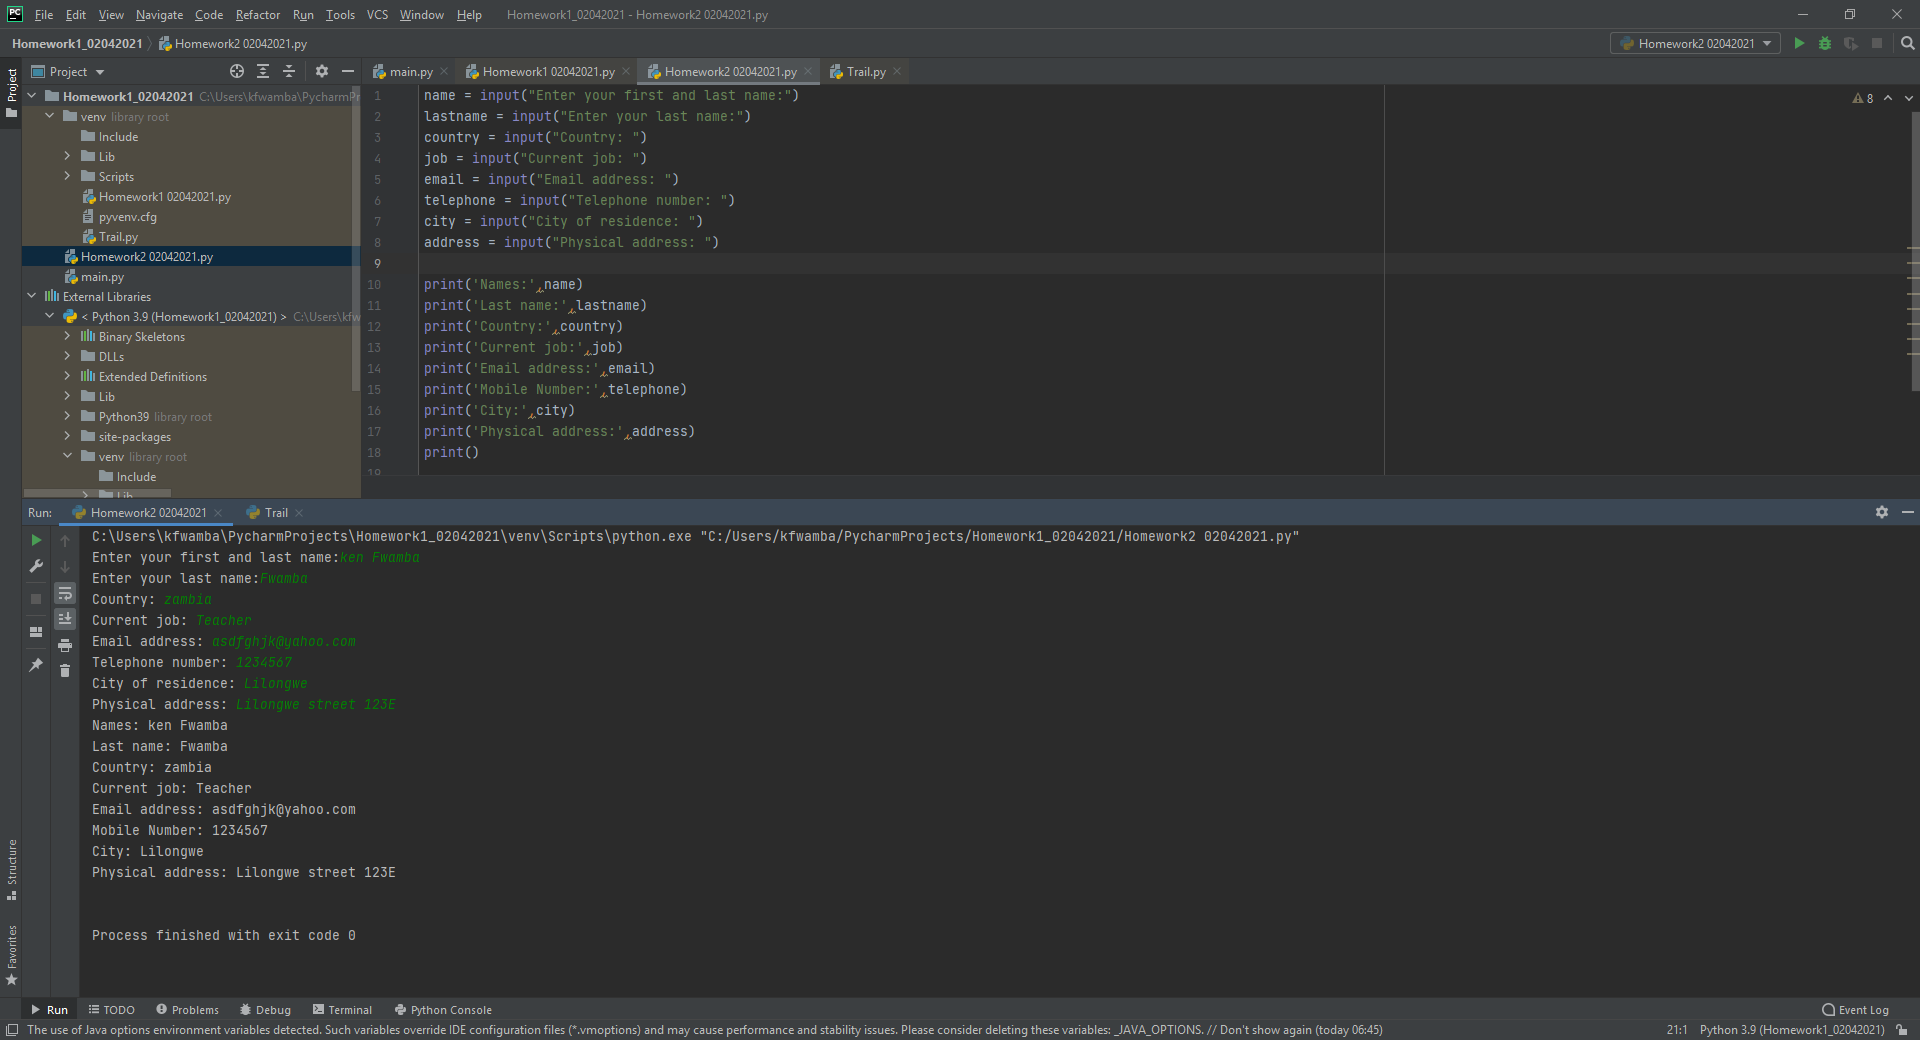 PC File Edit View Navigate Code Refactor Run Tools VCS Window Help Homework1_02042021 - Homework2 02042021.py
Homework1_02042021 Homework2 02042021.py Homework2 02042021
Project
Project main.py Homework1 02042021.py Homework2 02042021.py Trail.py
Homework1_02042021 C:\Users\kfwamba\PycharmPr
venv library root
Include
Lib
Scripts
Homework1 02042021.py
pyvenv.cfg
Trail.py
Homework2 02042021.py
main.py
External Libraries
< Python 3.9 (Homework1_02042021) > C:\Users\kfw
Binary Skeletons
DLLs
Extended Definitions
Lib
Python39 library root
site-packages
venv library root
Include
Lib
1 name = input("Enter your first and last name:")
2 lastname = input("Enter your last name:")
3 country = input("Country: ")
4 job = input("Current job: ")
5 email = input("Email address: ")
6 telephone = input("Telephone number: ")
7 city = input("City of residence: ")
8 address = input("Physical address: ")
9
10 print('Names:',name)
11 print('Last name:',lastname)
12 print('Country:',country)
13 print('Current job:',job)
14 print('Email address:',email)
15 print('Mobile Number:',telephone)
16 print('City:',city)
17 print('Physical address:',address)
18 print()
19
8
Run: Homework2 02042021 Trail
C:\Users\kfwamba\PycharmProjects\Homework1_02042021\venv\Scripts\python.exe "C:/Users/kfwamba/PycharmProjects/Homework1_02042021/Homework2 02042021.py"
Enter your first and last name:ken Fwamba
Enter your last name:Fwamba
Country: zambia
Current job: Teacher
Email address: asdfghjk@yahoo.com
Telephone number: 1234567
City of residence: Lilongwe
Physical address: Lilongwe street 123E
Names: ken Fwamba
Last name: Fwamba
Country: zambia
Current job: Teacher
Email address: asdfghjk@yahoo.com
Mobile Number: 1234567
City: Lilongwe
Physical address: Lilongwe street 123E
Process finished with exit code 0
Structure
Favorites
Run TODO Problems Debug Terminal Python Console Event Log
The use of Java options environment variables detected. Such variables override IDE configuration files (*.vmoptions) and may cause performance and stability issues. Please consider deleting these variables: _JAVA_OPTIONS. // Don't show again (today 06:45) 21:1 Python 3.9 (Homework1_02042021)